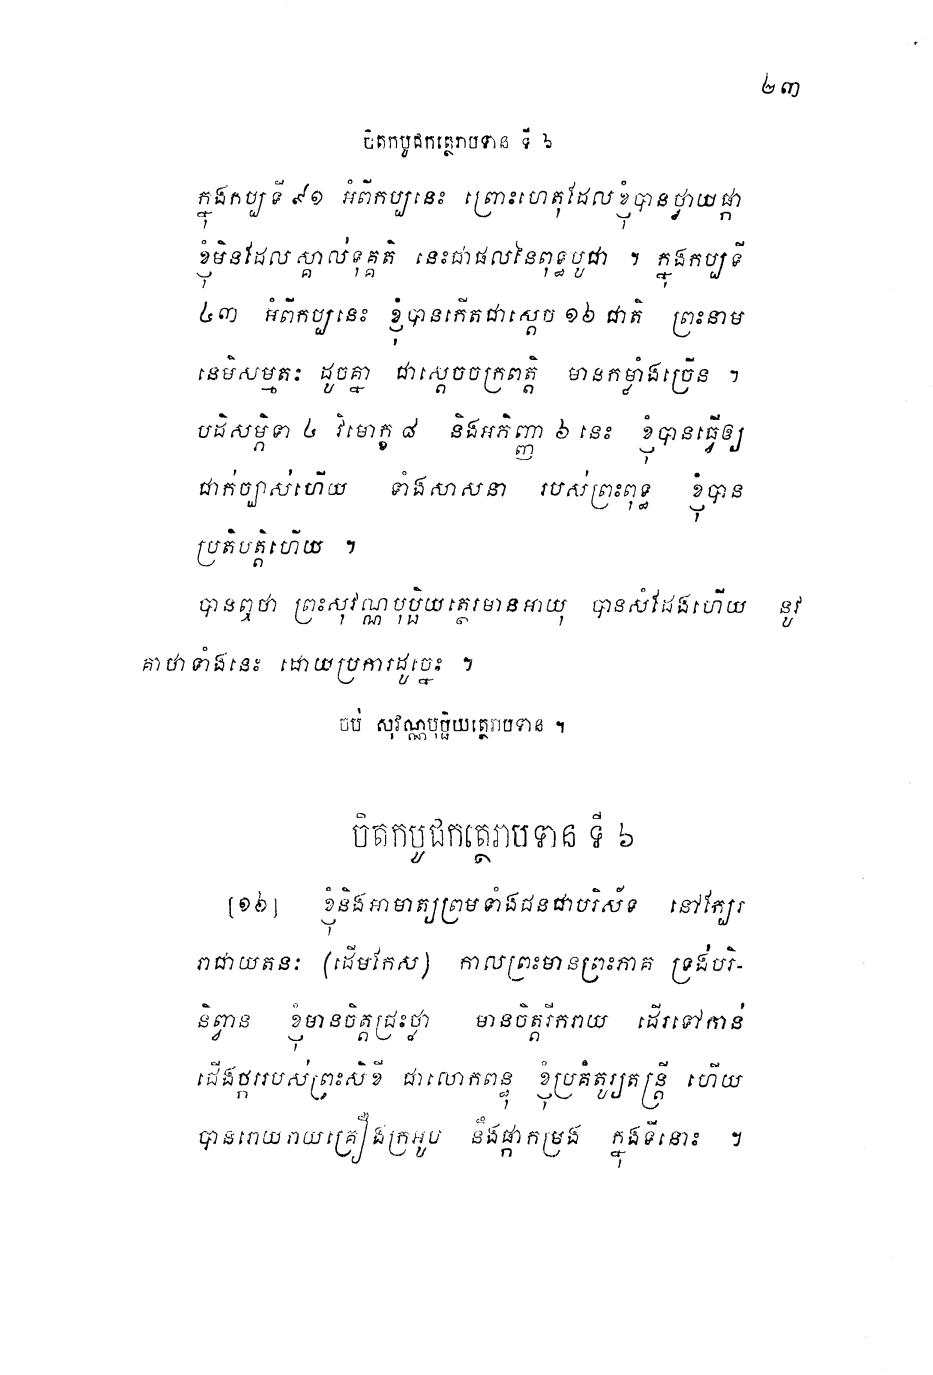 ២៣
ចិតកបូជកត្ថេរាបទាន ទី ៦
ក្នុងកប្បទី ៩១ អំពីកប្បនេះ ព្រោះហេតុដែលខ្ញុំបានថ្វាយផ្កា
ខ្ញុំមិនដែលស្គាល់ទុគ្គតិ នេះជាផលនៃពុទ្ធបូជា ។ ក្នុងកប្បទី
៤៣ អំពីកប្បនេះ ខ្ញុំបានកើតជាស្តេច ១៦ ជាតិ ព្រះនាម
នេមិសម្មតះ ដូចគ្នា ជាស្តេចចក្រពត្តិ មានកម្លាំងច្រើន ។
បដិសម្ភិទា ៤ វិមោក្ខ ៨ និងអភិញ្ញា ៦ នេះ ខ្ញុំបានធ្វើឲ្យ
ជាក់ច្បាស់ហើយ ទាំងសាសនា របស់ព្រះពុទ្ធ ខ្ញុំបាន
ប្រតិបត្តិហើយ ។
បានឮថា ព្រះសុវណ្ណបុប្ផិយត្ថេរមានអាយុ បានសំដែងហើយ នូវ
គាថាទាំងនេះ ដោយប្រការដូច្នេះ ។
ចប់ សុវណ្ណបុប្ផិយត្ថេរាបទាន ។
ចិតកបូជកត្ថេរាបទាន ទី ៦
[១៦] ខ្ញុំនិងអាមាត្យព្រមទាំងជនជាបរិស័ទ នៅក្បែរ
រាជាយតនះ (ដើមកែស) កាលព្រះមានព្រះភាគ ទ្រង់បរិ-
និព្វាន ខ្ញុំមានចិត្តជ្រះថ្លា មានចិត្តរីករាយ ដើរទៅកាន់
ជើងថ្ករបស់ព្រះសិខី ជាលោកពន្ធុ ខ្ញុំប្រគំតូរ្យតន្ត្រី ហើយ
បានរោយរាយគ្រឿងក្រអូប នឹងផ្កាកម្រង ក្នុងទីនោះ ។